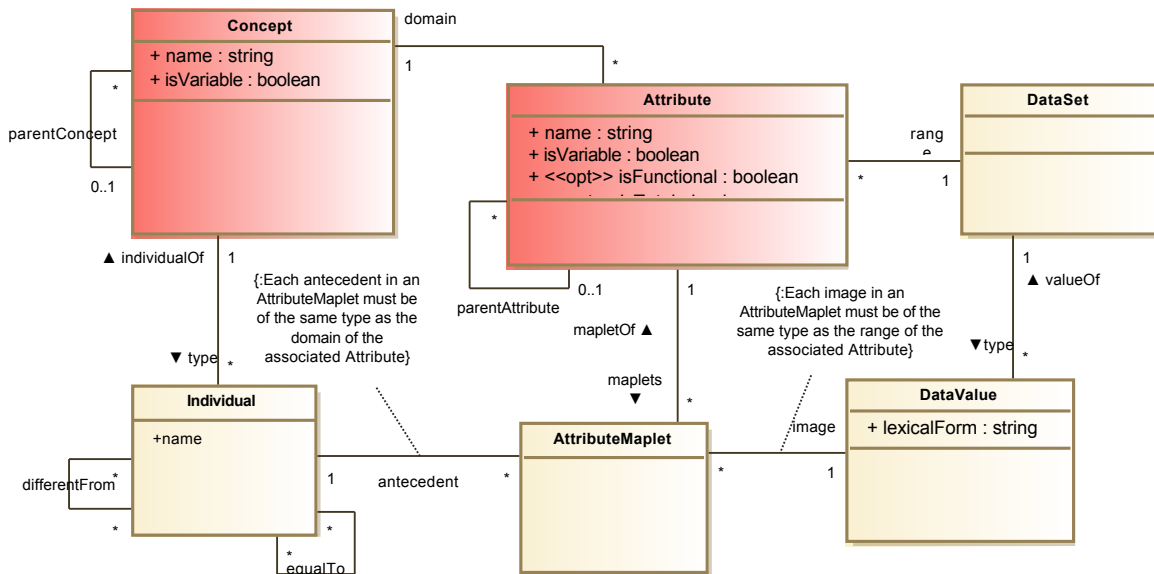 Concept
+ name : string
+ isVariable : boolean
domain
1
*
*
parentConcept
0..1
Attribute
+ name : string
+ isVariable : boolean
+ <<opt>> isFunctional : boolean
*
parentAttribute
0..1
DataSet
rang
e
*
1
▲ individualOf
1
▼ type
*
{:Each antecedent in an
AttributeMaplet must be
of the same type as the
domain of the
associated Attribute}
1
mapletOf ▲
maplets
▼
*
{:Each image in an
AttributeMaplet must be of the
same type as the range of the
associated Attribute}
1
▲ valueOf
▼type
*
Individual
+name
*
differentFrom
*
*
*
equalTo
1
antecedent
*
AttributeMaplet
image
*
1
DataValue
+ lexicalForm : string